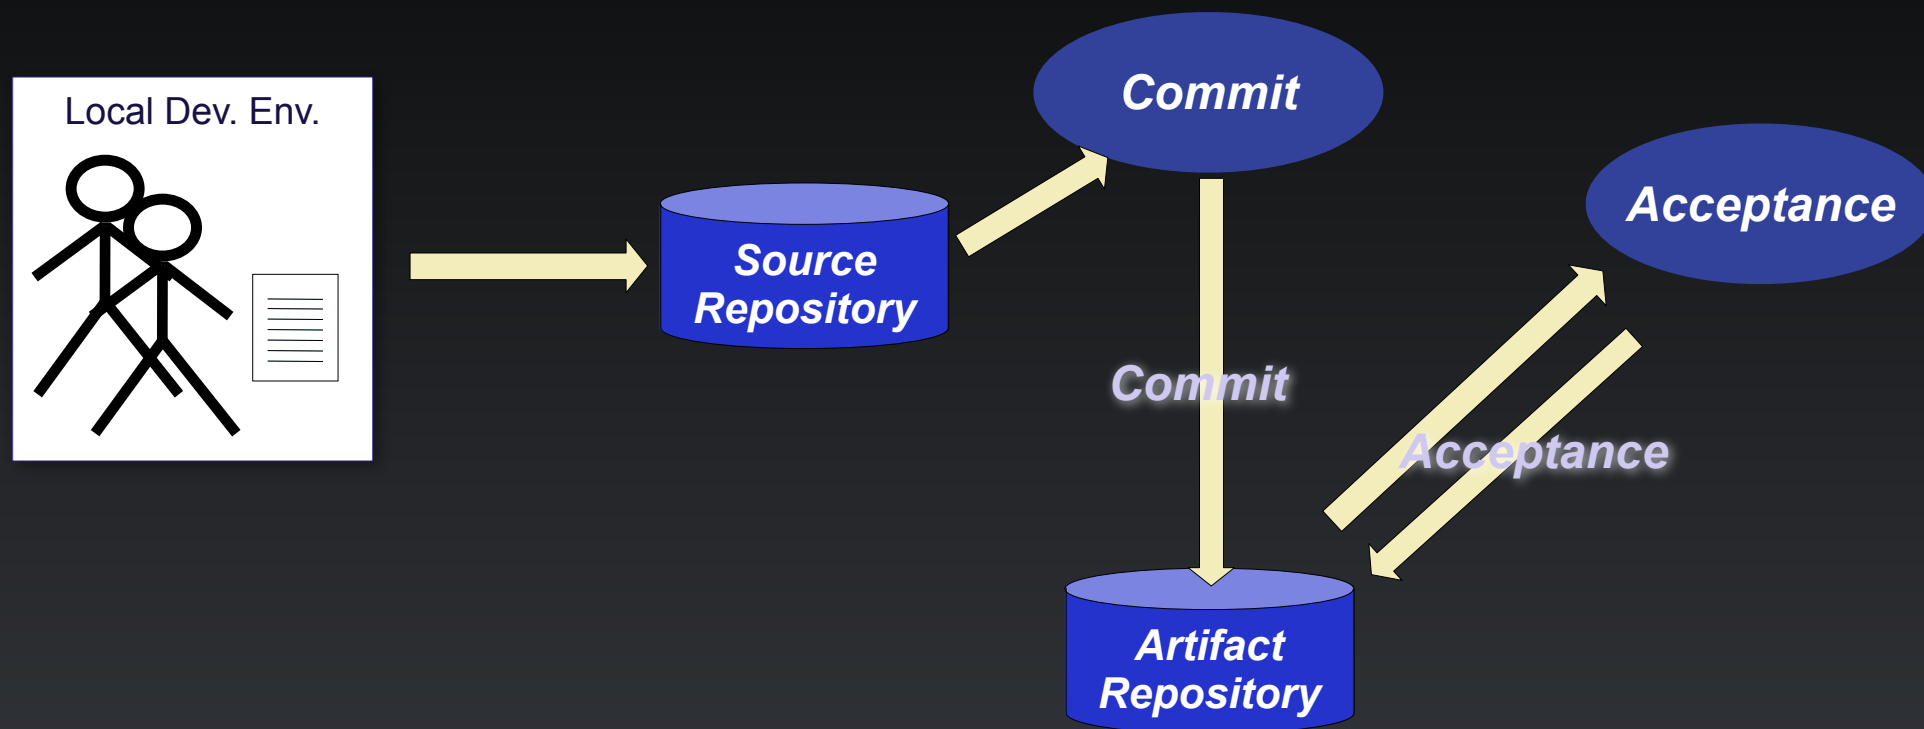 Local Dev. Env.
Commit
Acceptance
Source
Repository
Commit
Acceptance
Artifact
Repository